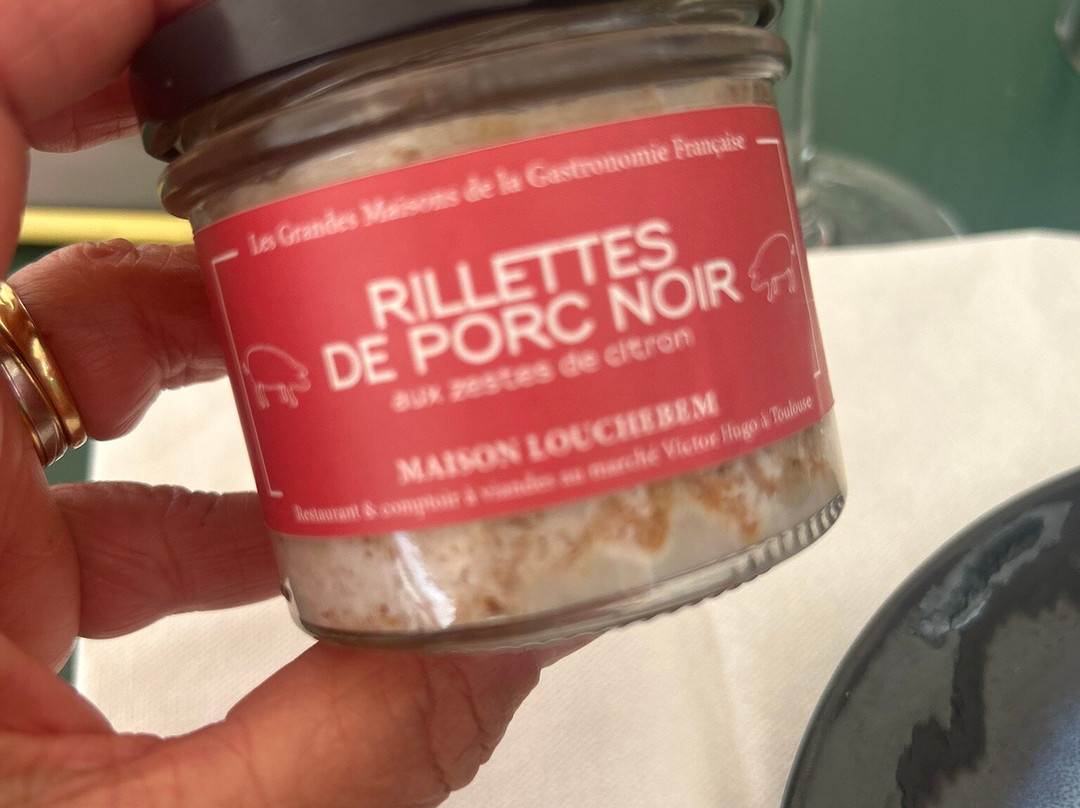 Les Grandes Maisons de la Gastronomie Française
RILLETTES
DE PORC NOIR
aux zestes de citron
MAISON LOUCHEBEM
Restaurant & comptoir à viandes au marché Victor Hugo à Toulouse